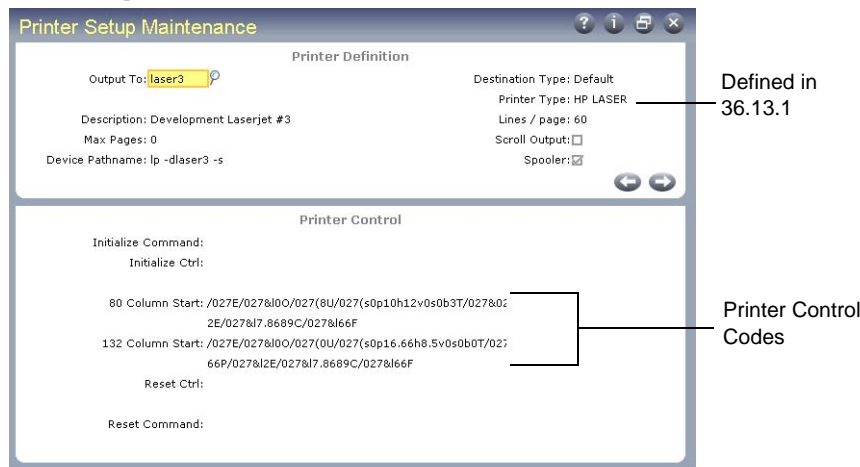 Printer Setup Maintenance
Printer Definition
Output To: laser3
Destination Type: Default
Printer Type: HP LASER
Description: Development Laserjet #3
Lines / page: 60
Max Pages: 0
Scroll Output:
Device Pathname: lp -dlaser3 -s
Spooler:
Defined in
36.13.1
Printer Control
Initialize Command:
Initialize Ctrl:
80 Column Start: /027E/027&l0O/027(8U/027(s0p10h12v0s0b3T/027&02
2E/027&l7.8689C/027&l66F
132 Column Start: /027E/027&l0O/027(0U/027(s0p16.66h8.5v0s0b0T/027
66P/027&l2E/027&l7.8689C/027&l66F
Reset Ctrl:
Reset Command:
Printer Control
Codes